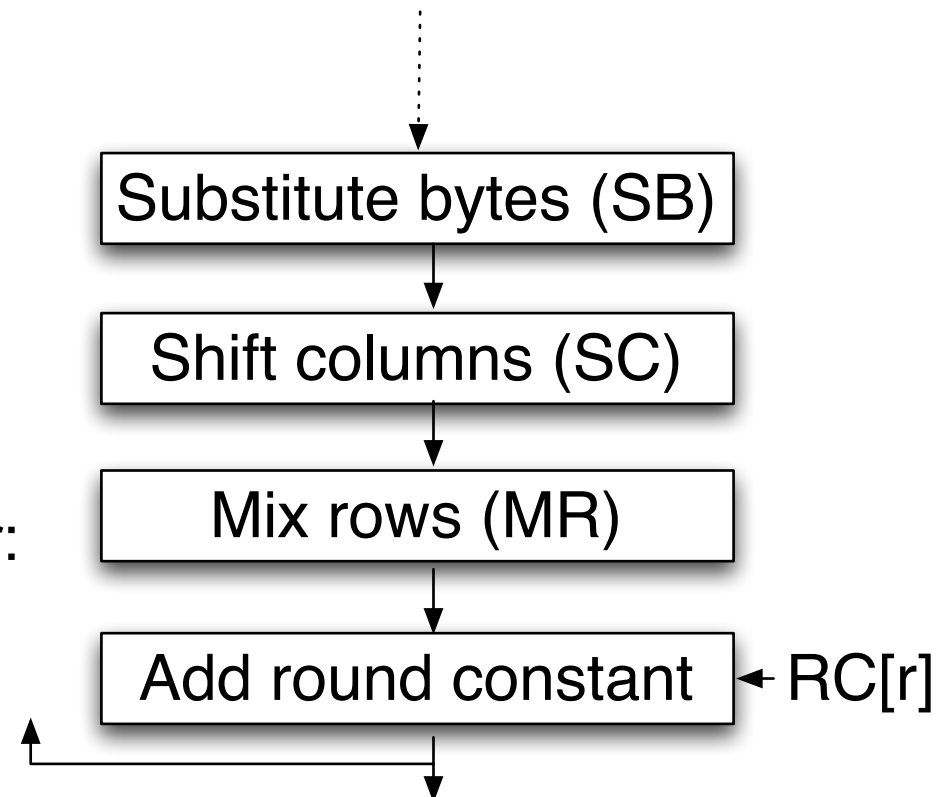 Substitute bytes (SB)
Shift columns (SC)
Mix rows (MR)
r:
Add round constant
RC[r]